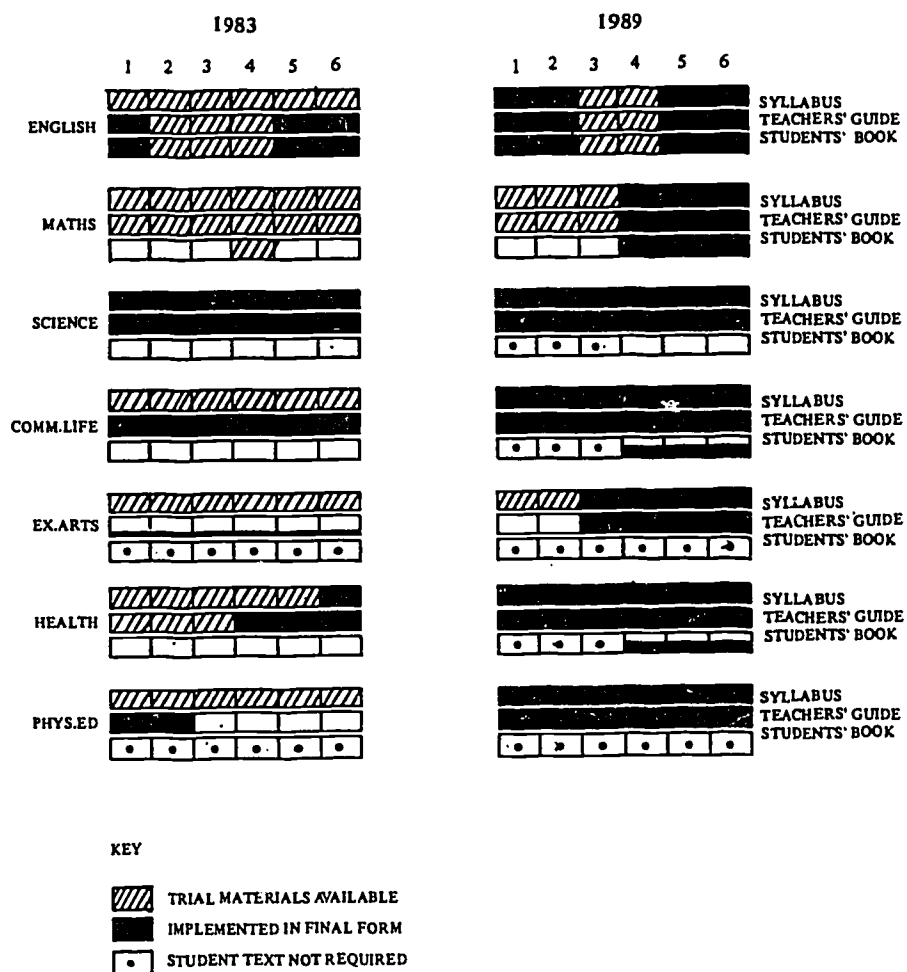 1983 1989
1 2 3 4 5 6 1 2 3 4 5 6
ENGLISH SYLLABUS
TEACHERS' GUIDE
STUDENTS' BOOK
MATHS SYLLABUS
TEACHERS' GUIDE
STUDENTS' BOOK
SCIENCE SYLLABUS
TEACHERS' GUIDE
STUDENTS' BOOK
COMM.LIFE SYLLABUS
TEACHERS' GUIDE
STUDENTS' BOOK
EX.ARTS SYLLABUS
TEACHERS' GUIDE
STUDENTS' BOOK
HEALTH SYLLABUS
TEACHERS' GUIDE
STUDENTS' BOOK
PHYS.ED SYLLABUS
TEACHERS' GUIDE
STUDENTS' BOOK
KEY
TRIAL MATERIALS AVAILABLE
IMPLEMENTED IN FINAL FORM
STUDENT TEXT NOT REQUIRED